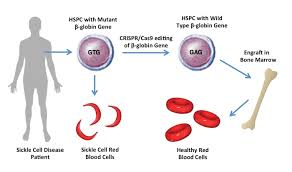 HSPC with Mutant
β-globin Gene
CRISPR/Cas9 editing
of β-globin Gene
HSPC with Wild
Type β-globin Gene
GTG
GAG
Engraft in
Bone Marrow
Sickle Cell Disease
Patient
Sickle Cell Red
Blood Cells
Healthy Red
Blood Cells